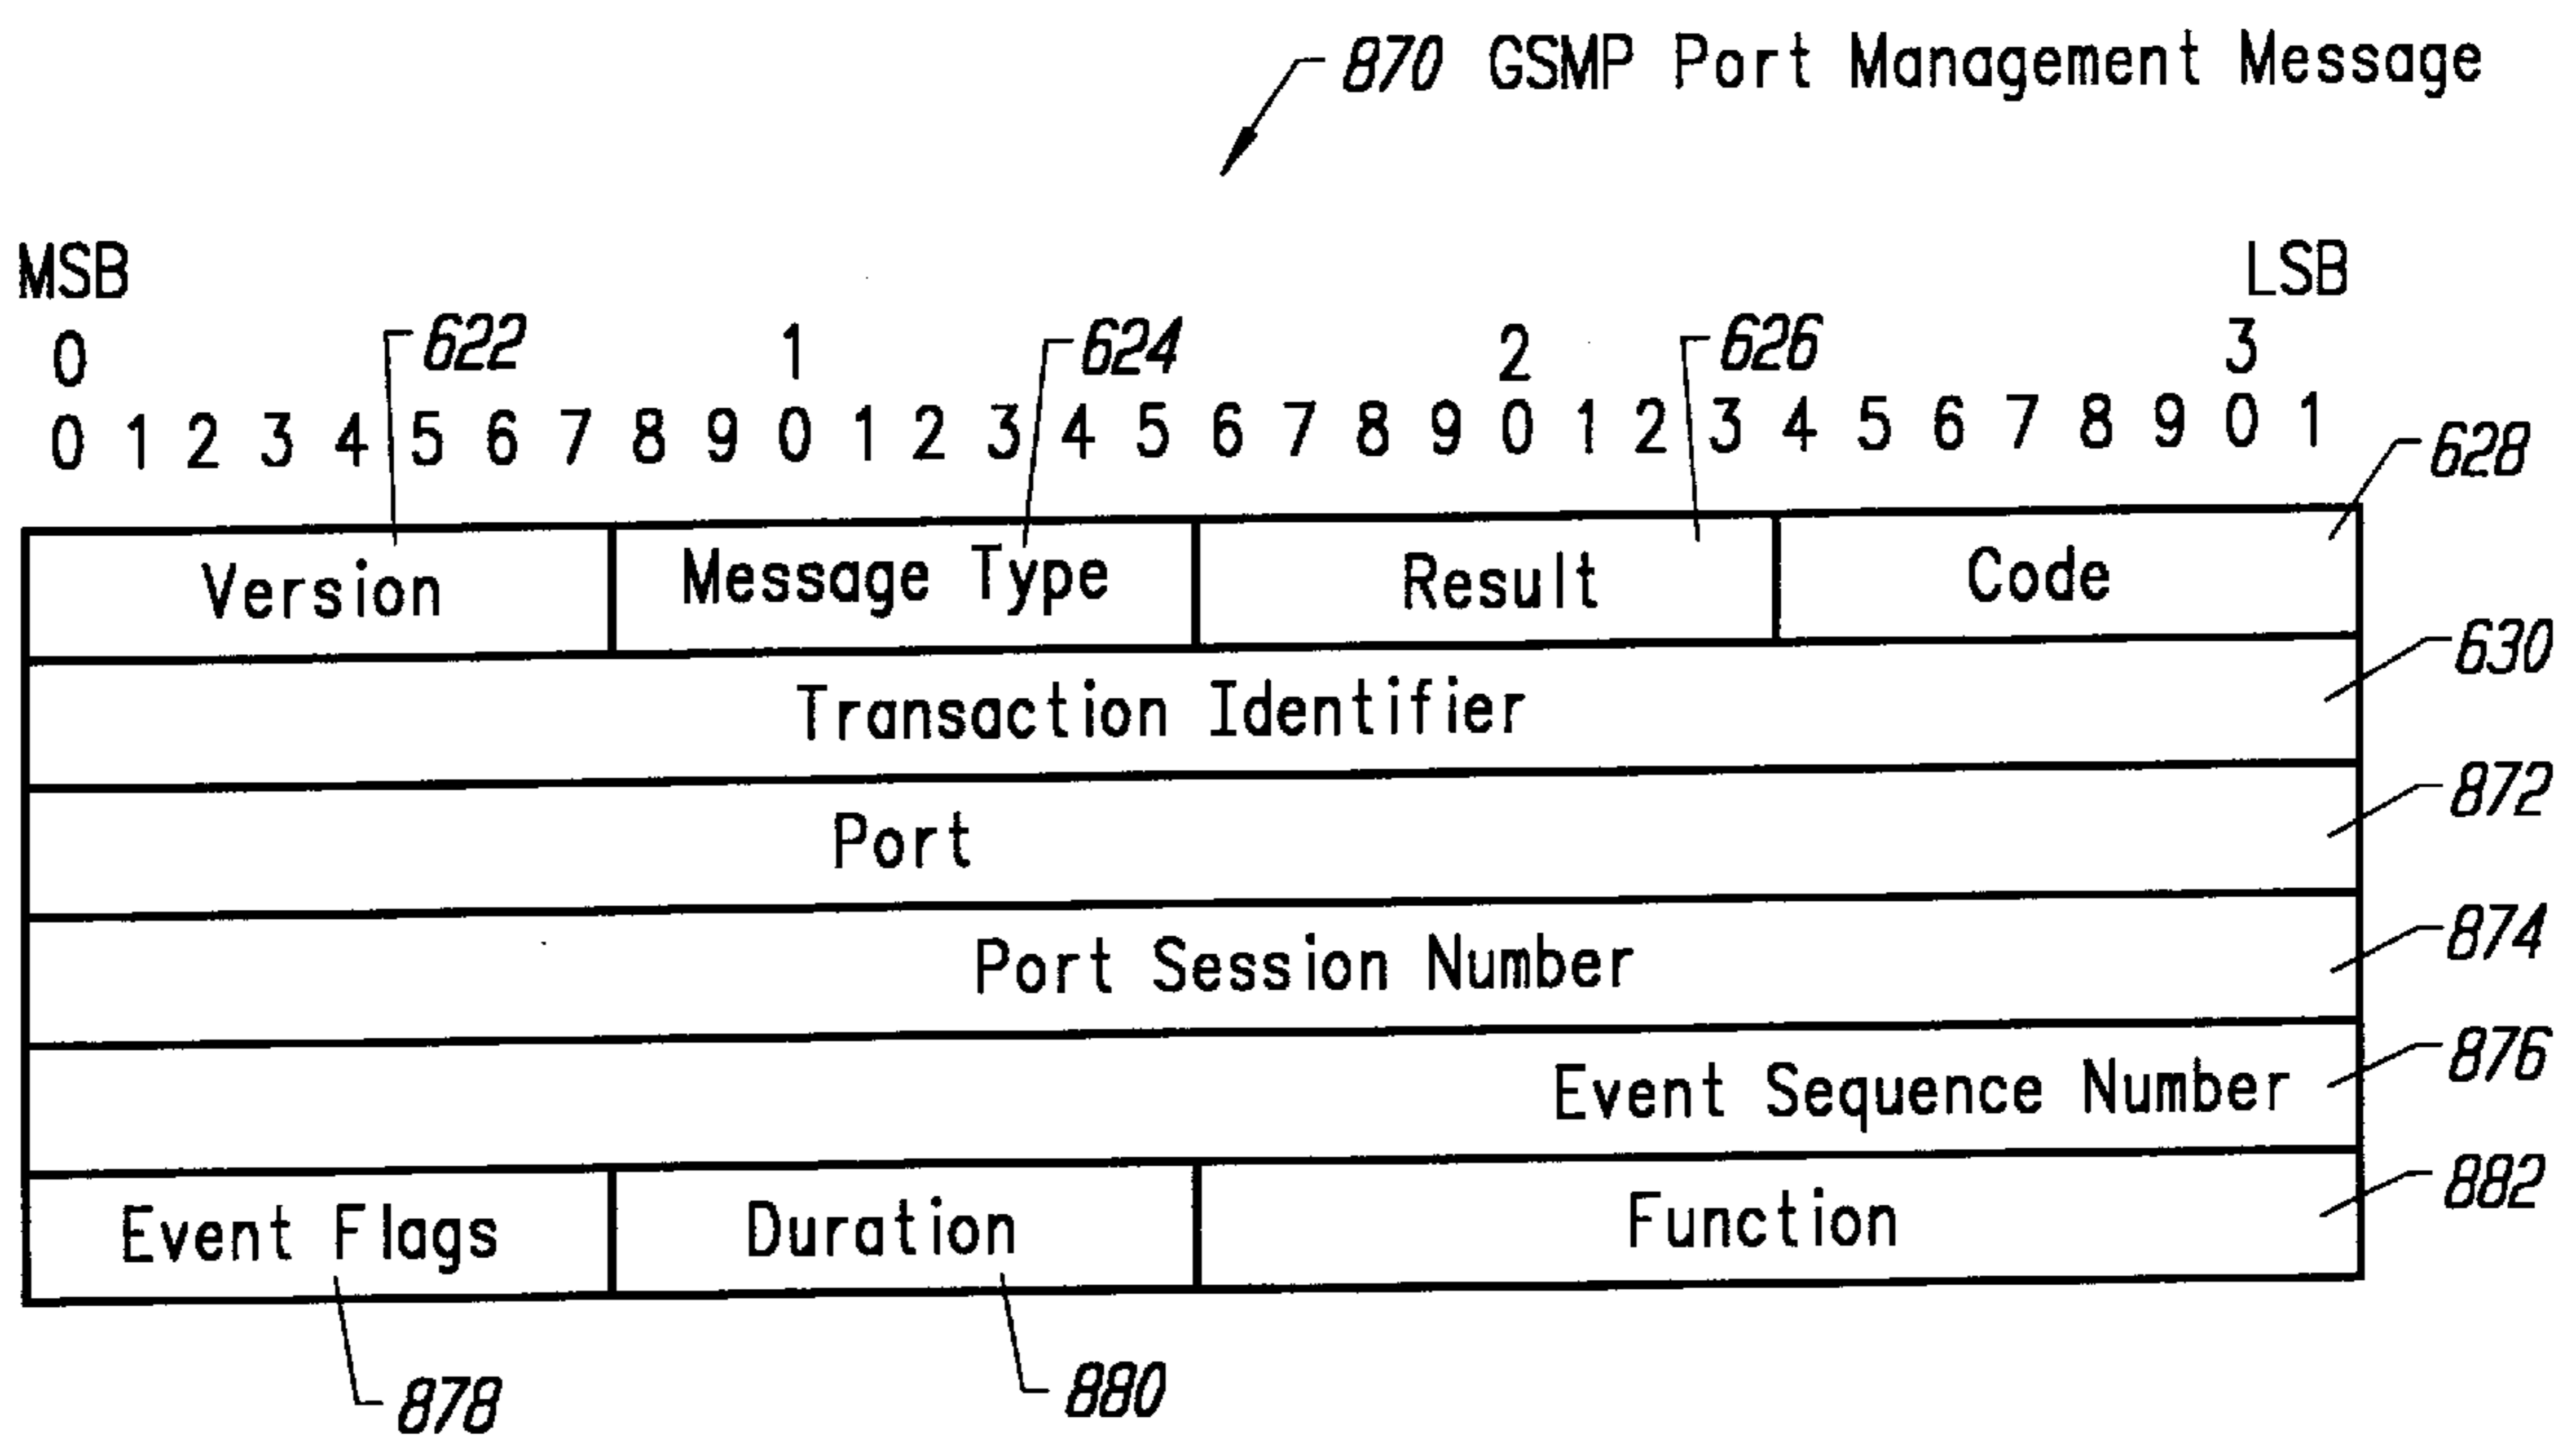 870 GSMP Port Management Message
MSB LSB
0 622 1 624 2 626 3
0 1 2 3 4 5 6 7 8 9 0 1 2 3 4 5 6 7 8 9 0 1 2 3 4 5 6 7 8 9 0 1
628
Version Message Type Result Code
630
Transaction Identifier
872
Port
874
Port Session Number
876
Event Sequence Number
882
Event Flags Duration Function
878 880